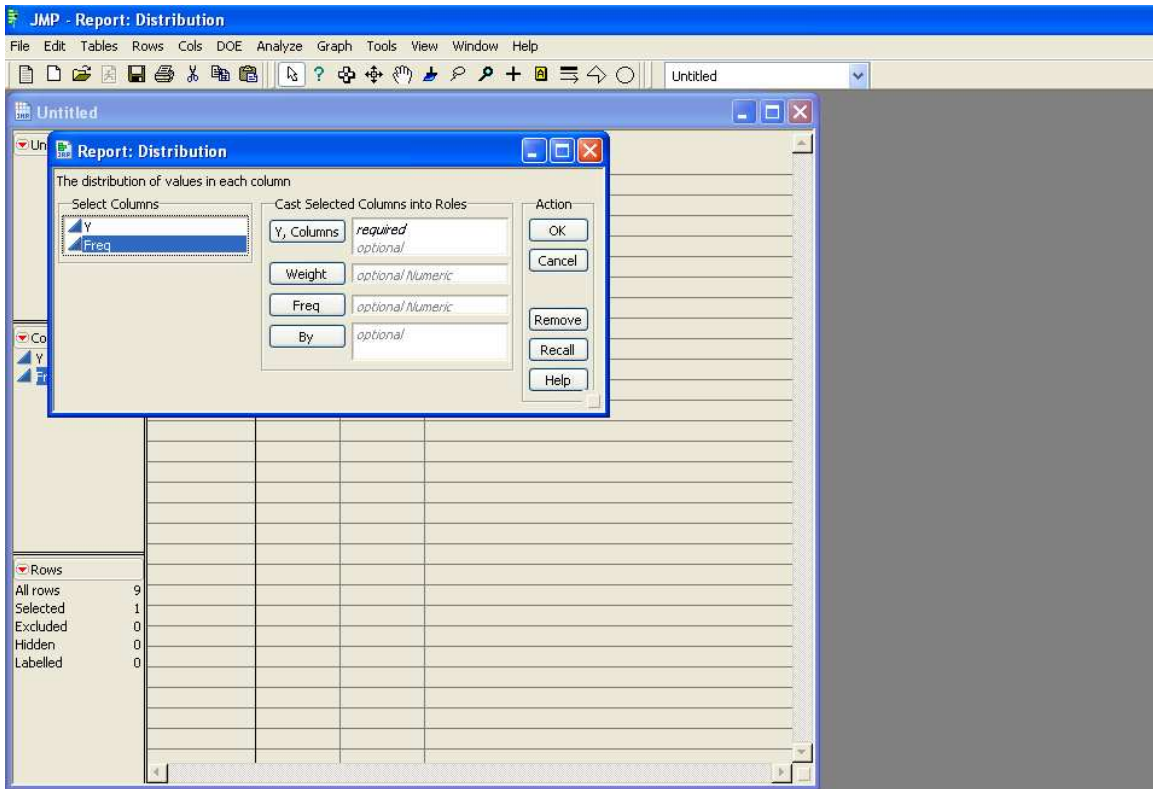 JMP - Report: Distribution
File Edit Tables Rows Cols DOE Analyze Graph Tools View Window Help
Untitled
Untitled
Un
Report: Distribution
The distribution of values in each column
Select Columns
Y
Freq
Cast Selected Columns into Roles
Y, Columns required
optional
Weight optional Numeric
Freq optional Numeric
By optional
Action
OK
Cancel
Remove
Recall
Help
Co
Y
Fr
Rows
All rows 9
Selected 1
Excluded 0
Hidden 0
Labelled 0